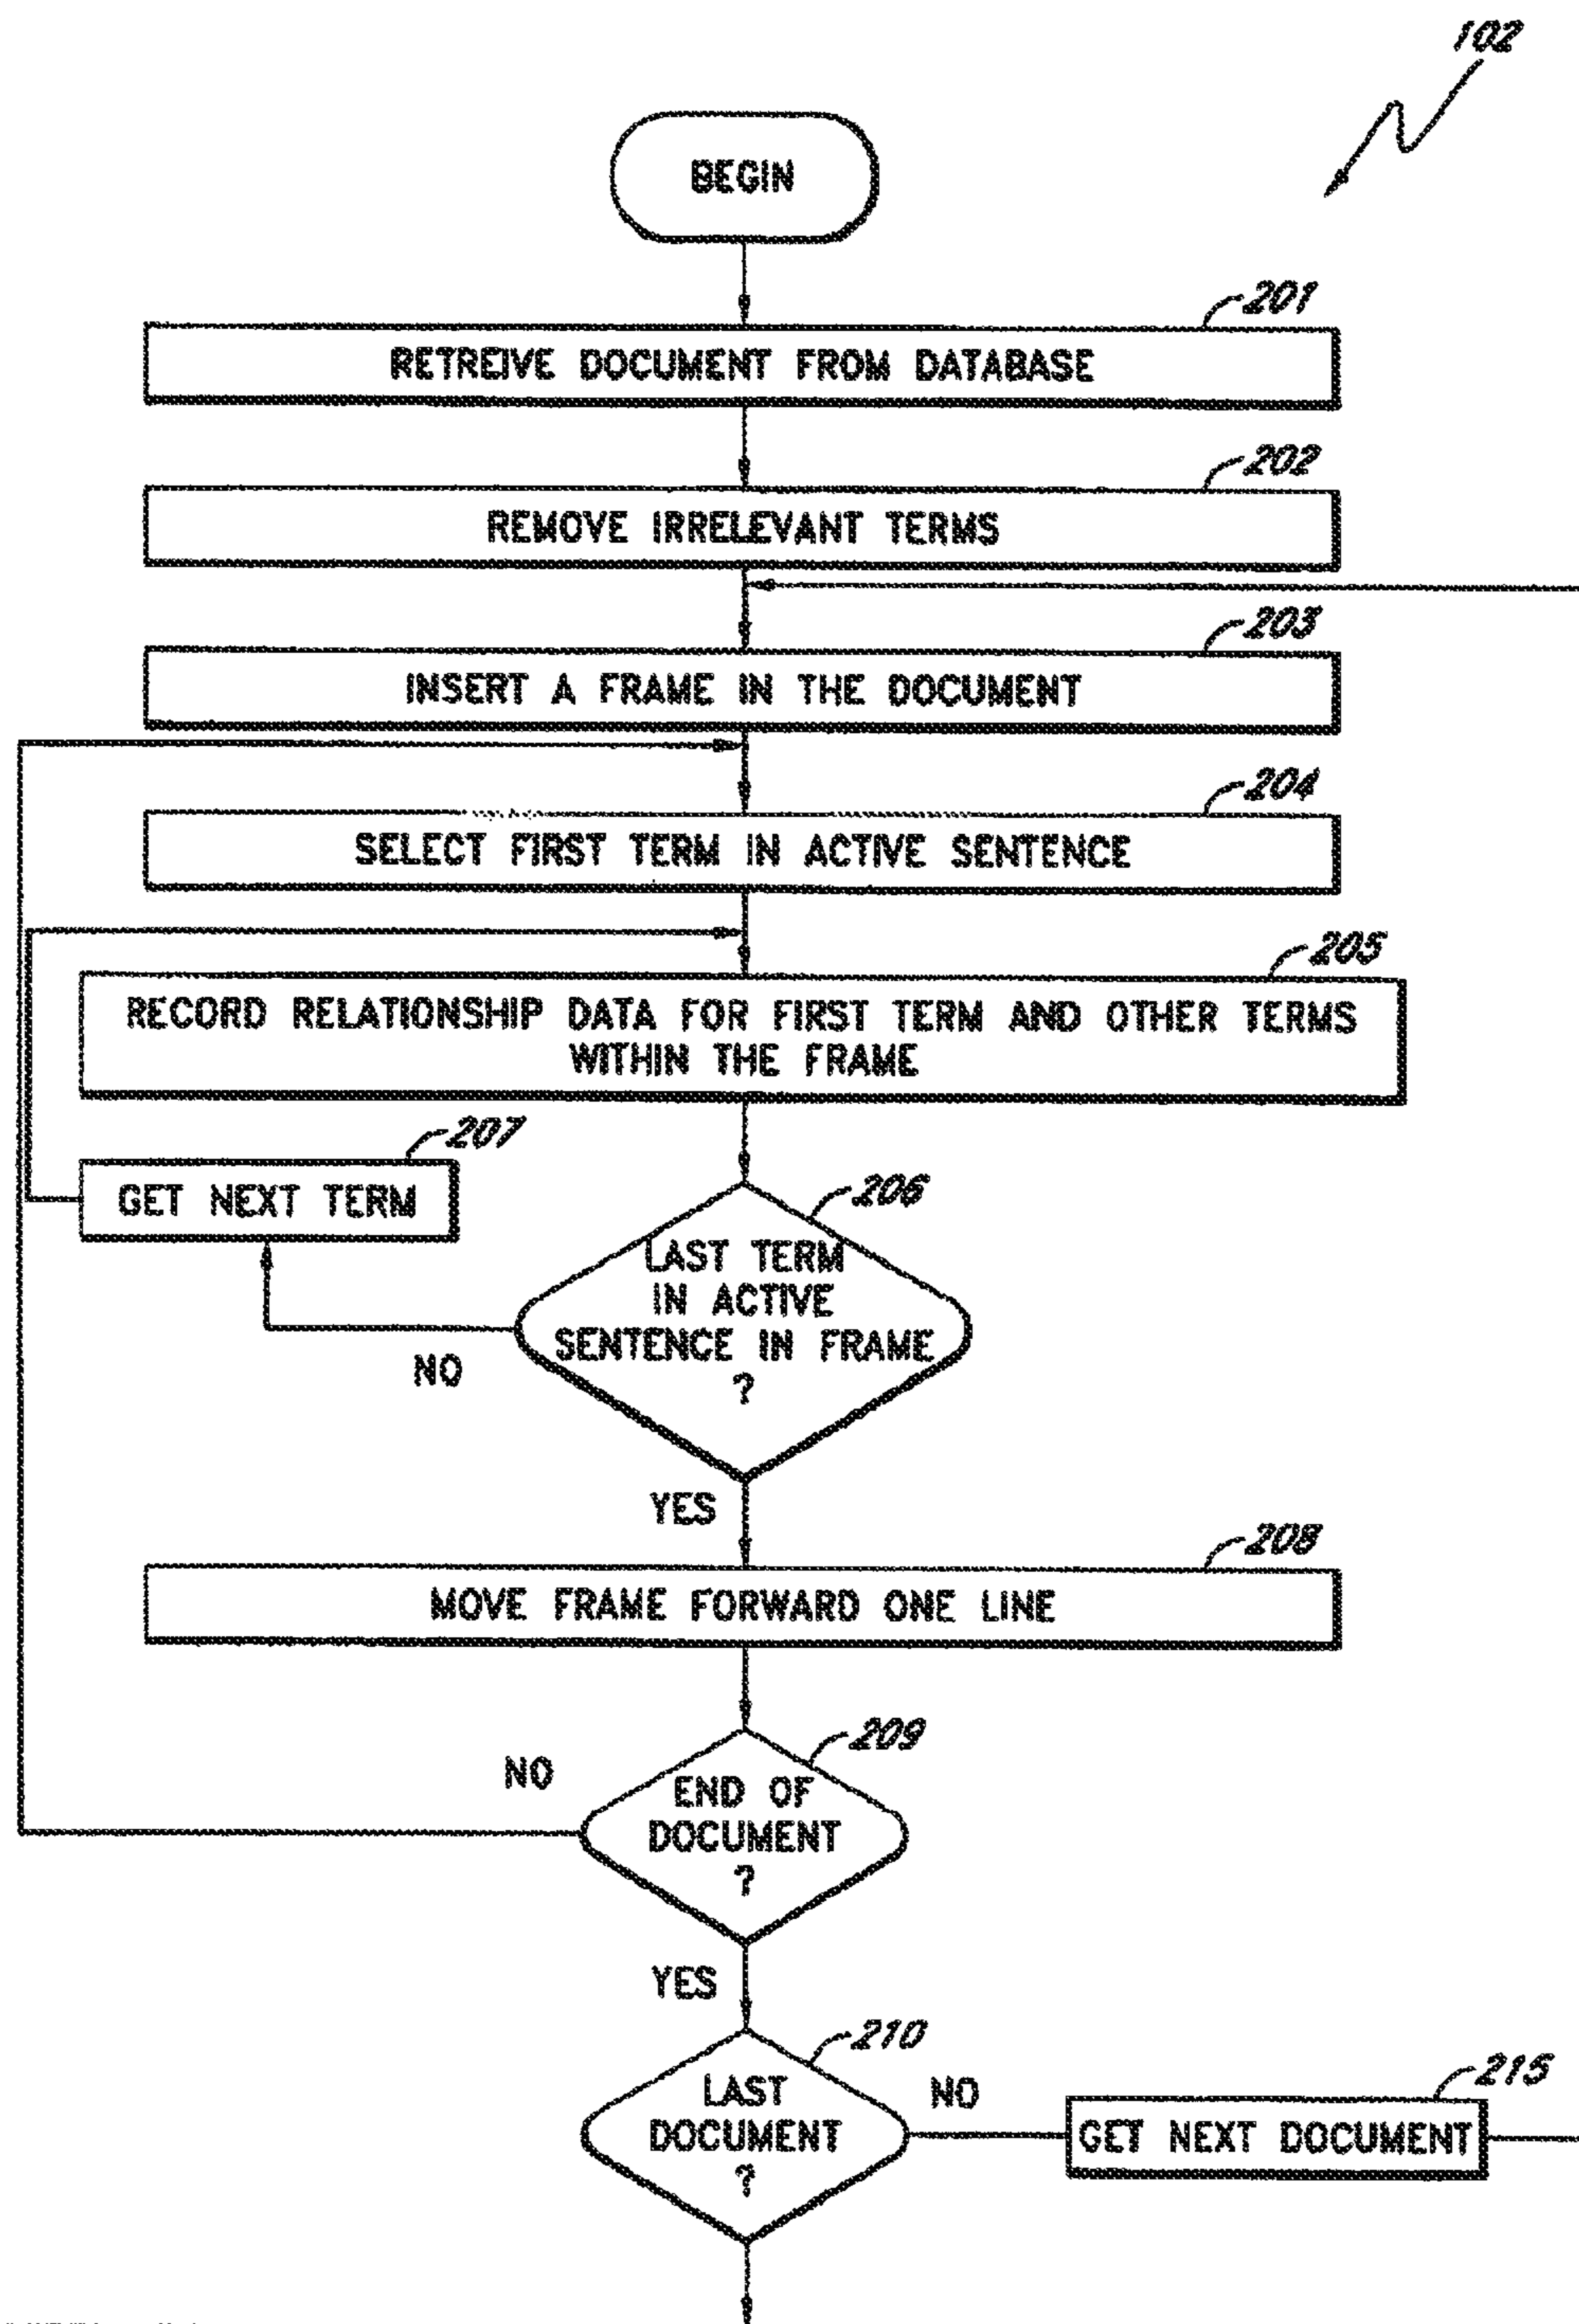 102
BEGIN
201
RETREIVE DOCUMENT FROM DATABASE
202
REMOVE IRRELEVANT TERMS
203
INSERT A FRAME IN THE DOCUMENT
204
SELECT FIRST TERM IN ACTIVE SENTENCE
205
RECORD RELATIONSHIP DATA FOR FIRST TERM AND OTHER TERMS
WITHIN THE FRAME
207
GET NEXT TERM
206
LAST TERM
IN ACTIVE
SENTENCE IN FRAME
?
NO
YES
208
MOVE FRAME FORWARD ONE LINE
209
NO
END OF
DOCUMENT
?
YES
210
LAST
DOCUMENT
?
NO
215
GET NEXT DOCUMENT